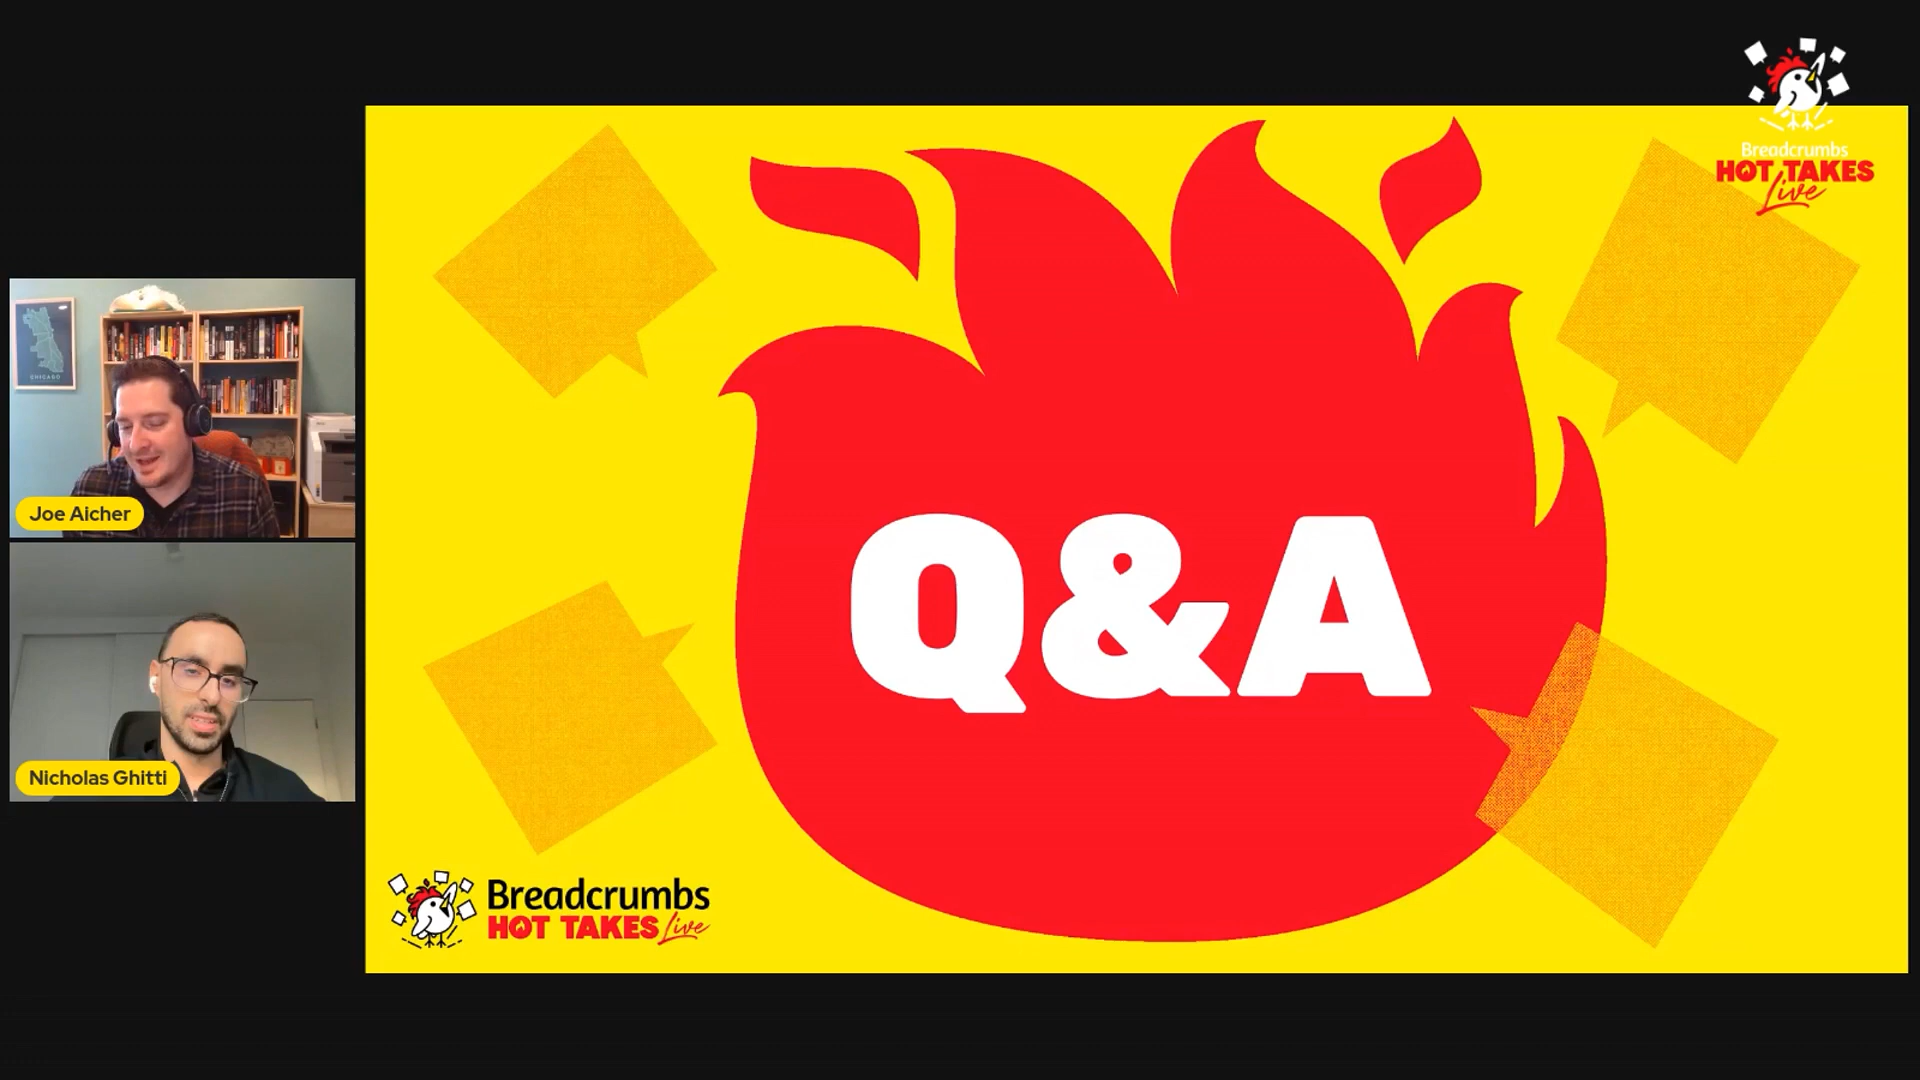 Breadcrumbs
HOT TAKES
Live
CHICAGO
Joe Aicher
Nicholas Ghitti
Q&A
Breadcrumbs
HOT TAKES Live